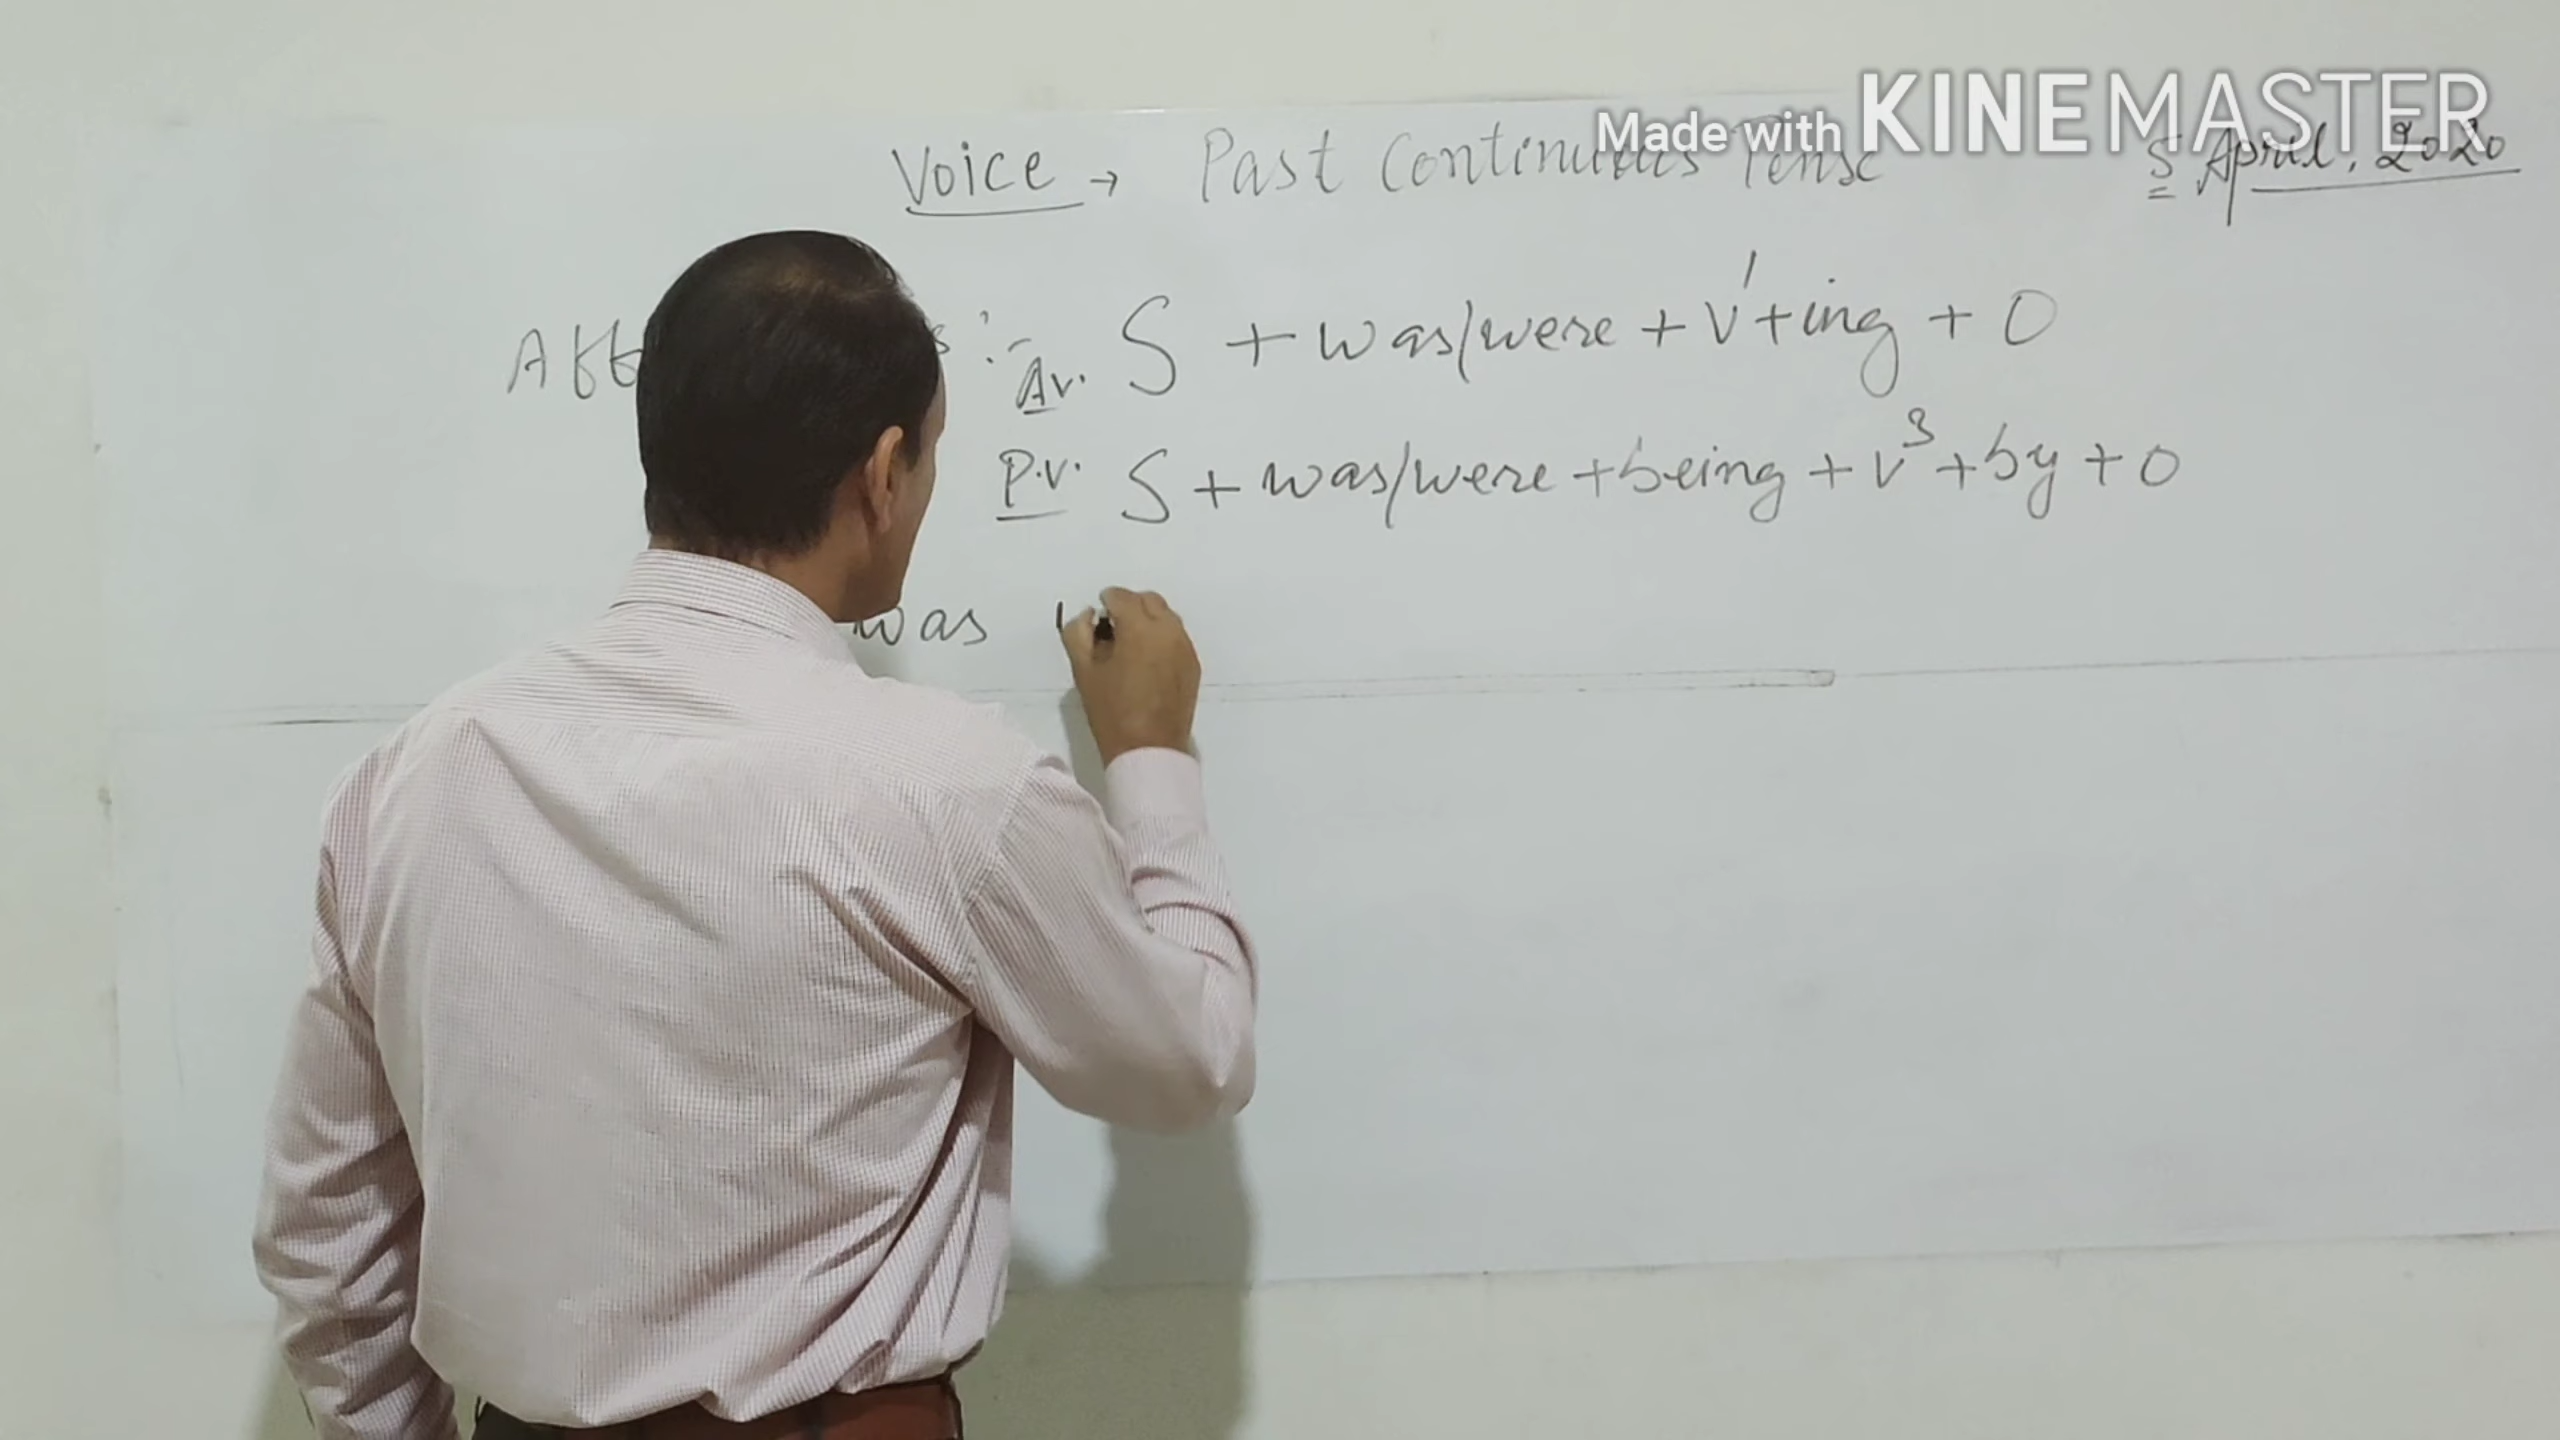 Made with KINEMASTER
Voice → Past Continuous Tense 5 April, 2020
Av. S + was/were + V¹+ing + O
P.V. S + was/were +being + V³ +by + O
was